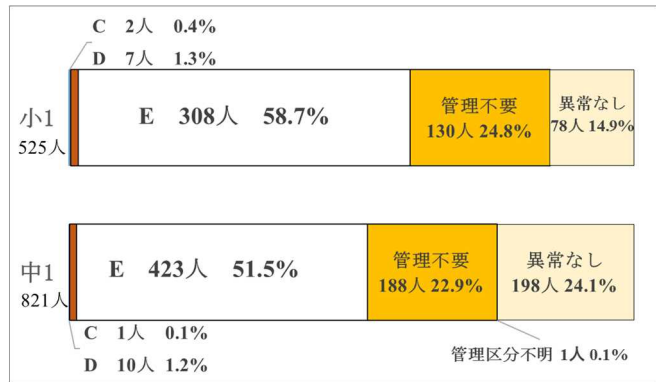 C 2人 0.4%
D 7人 1.3%
小1
525人
E 308人 58.7%
管理不要
130人 24.8%
異常なし
78人 14.9%
中1
821人
E 423人 51.5%
管理不要
188人 22.9%
異常なし
198人 24.1%
C 1人 0.1%
D 10人 1.2%
管理区分不明 1人 0.1%